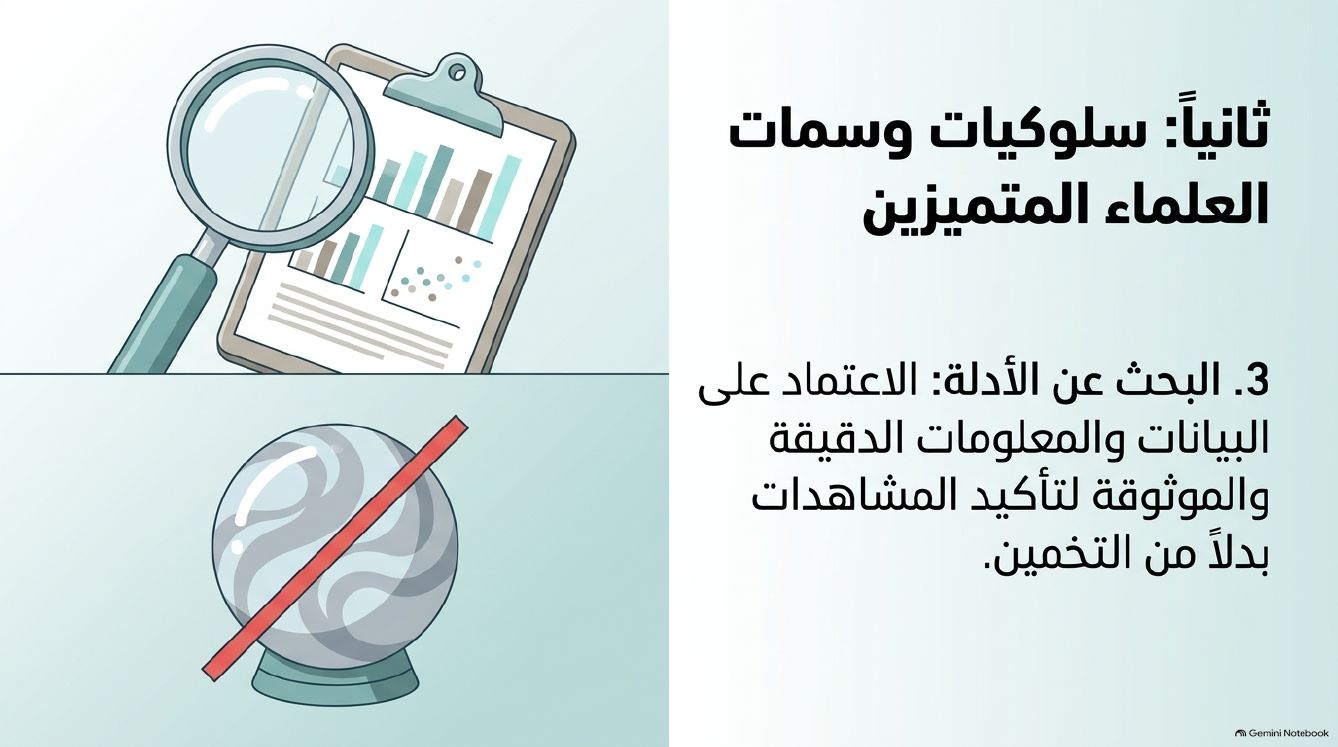 ثانياً: سلوكيات وسمات
العلماء المتميزين
3. البحث عن الأدلة: الاعتماد على
البيانات والمعلومات الدقيقة
والموثوقة لتأكيد المشاهدات
بدلاً من التخمين.
Gemini Notebook